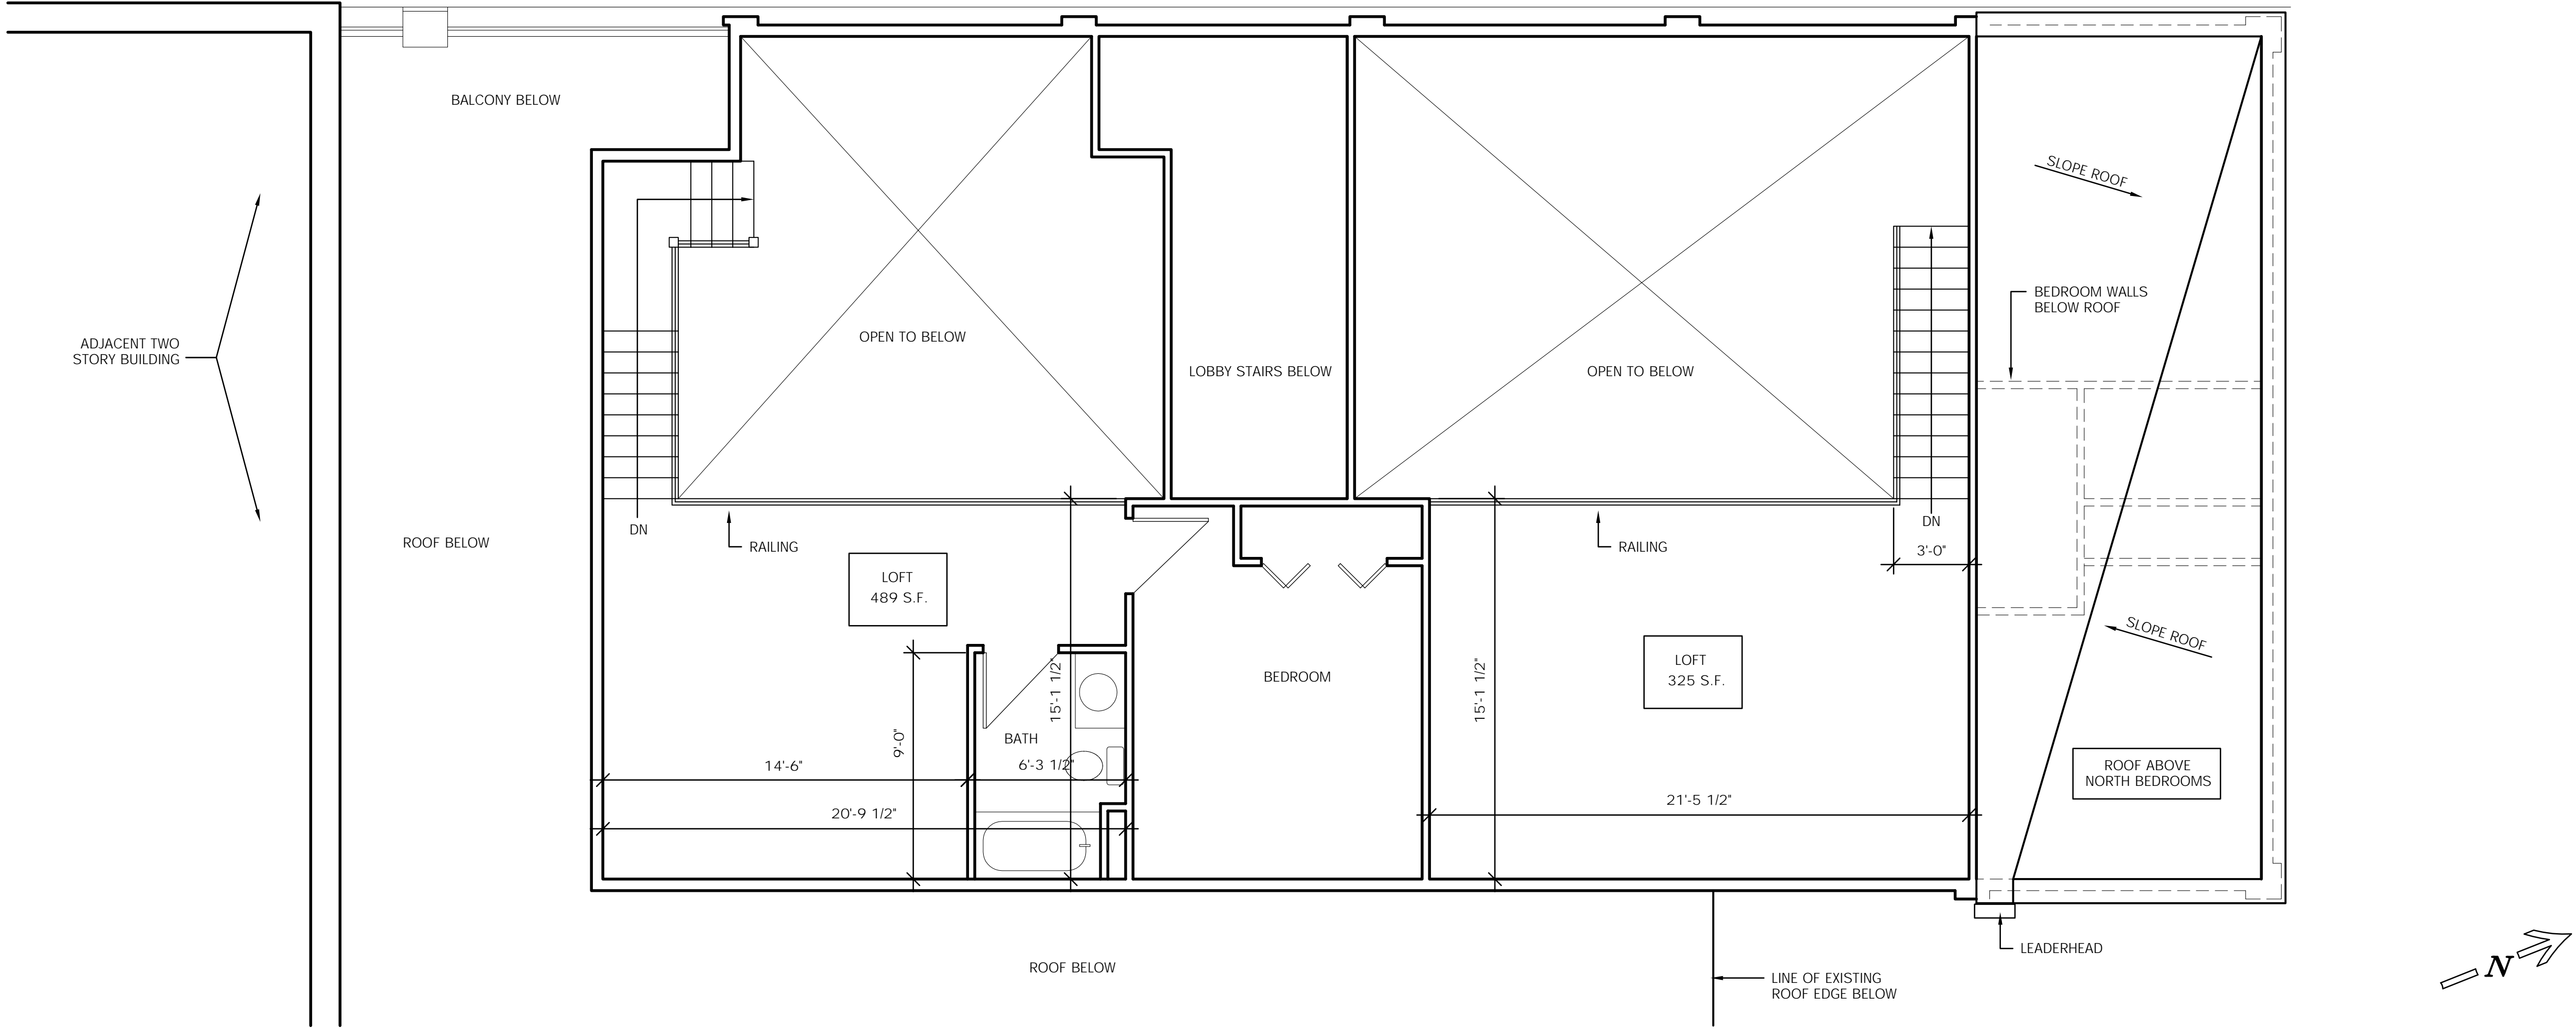 BALCONY BELOW
SLOPE ROOF
BEDROOM WALLS
BELOW ROOF
ADJACENT TWO
STORY BUILDING
OPEN TO BELOW
LOBBY STAIRS BELOW
OPEN TO BELOW
ROOF BELOW
DN
RAILING
RAILING
DN
3'-0"
LOFT
489 S.F.
SLOPE ROOF
LOFT
325 S.F.
BEDROOM
15'-1 1/2"
15'-1 1/2"
9'-0"
BATH
14'-6"
6'-3 1/2"
ROOF ABOVE
NORTH BEDROOMS
20'-9 1/2"
21'-5 1/2"
LEADERHEAD
ROOF BELOW
LINE OF EXISTING
ROOF EDGE BELOW
N